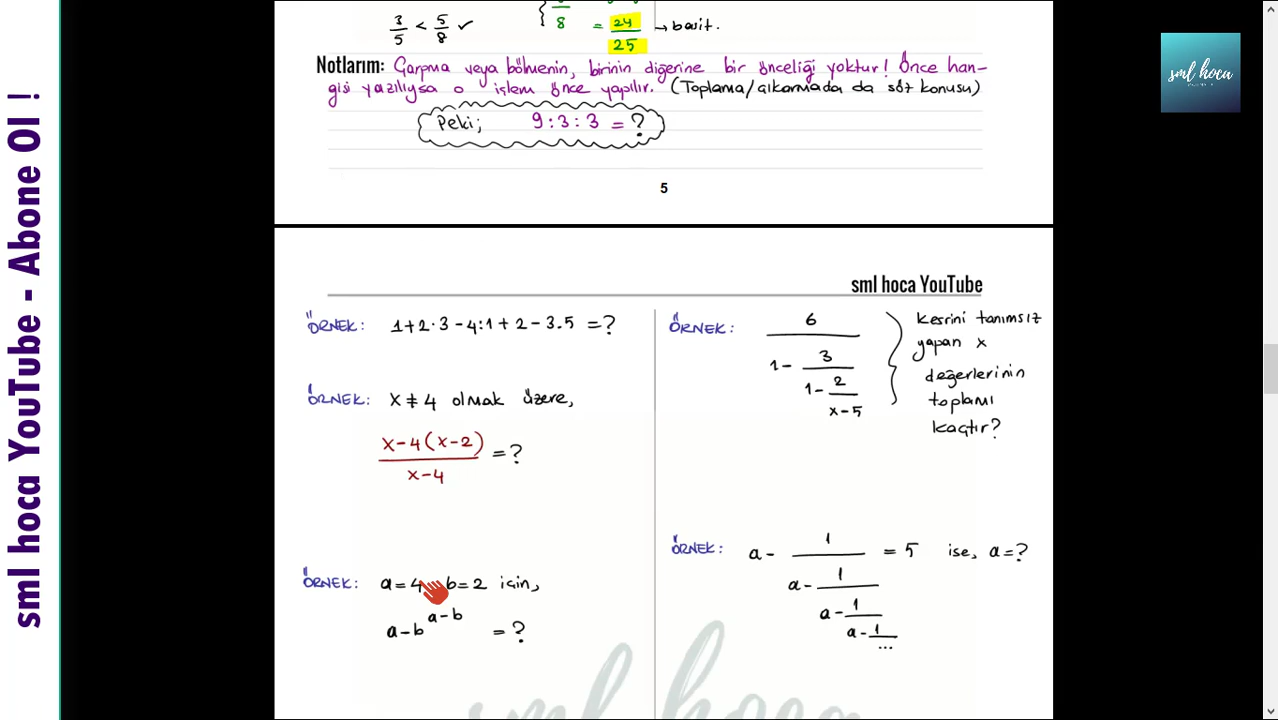 sml hoca YouTube - Abone Ol !
sml hoca
3/5 < 5/8 ✓
8 = 24/25 → basit.
Notlarım: Çarpma veya bölmenin, birinin diğerine bir önceliği yoktur! Önce han-
gisi yazılıysa o işlem önce yapılır. (Toplama/çıkarmada da söz konusu)
Peki; 9:3:3 = ?
5
sml hoca YouTube
ÖRNEK: 1+2·3-4:1+2-3.5 = ?
ÖRNEK: x ≠ 4 olmak üzere,
x-4(x-2)
x-4
= ?
ÖRNEK: a=4 b=2 için,
a-b^(a-b) = ?
ÖRNEK:
6
1- 3
1- 2
x-5
kesrini tanımsız
yapan x
değerlerinin
toplamı
kaçtır?
ÖRNEK: a- 1 = 5 ise, a=?
a- 1
a- 1
a- 1
...
sml hoca